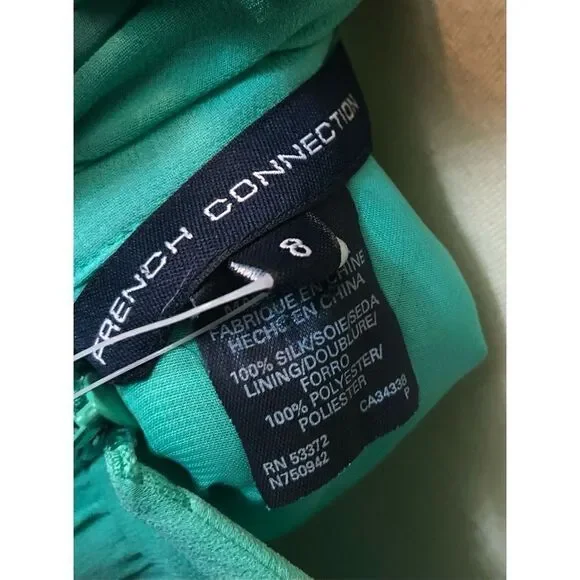 FRENCH CONNECTION
8
FABRIQUE EN CHINE
HECHO EN CHINA
100% SILK/SOIE/SEDA
LINING/DOUBLURE/
FORRO
100% POLYESTER/
POLIESTER
CA34338
P
RN 53372
N750942